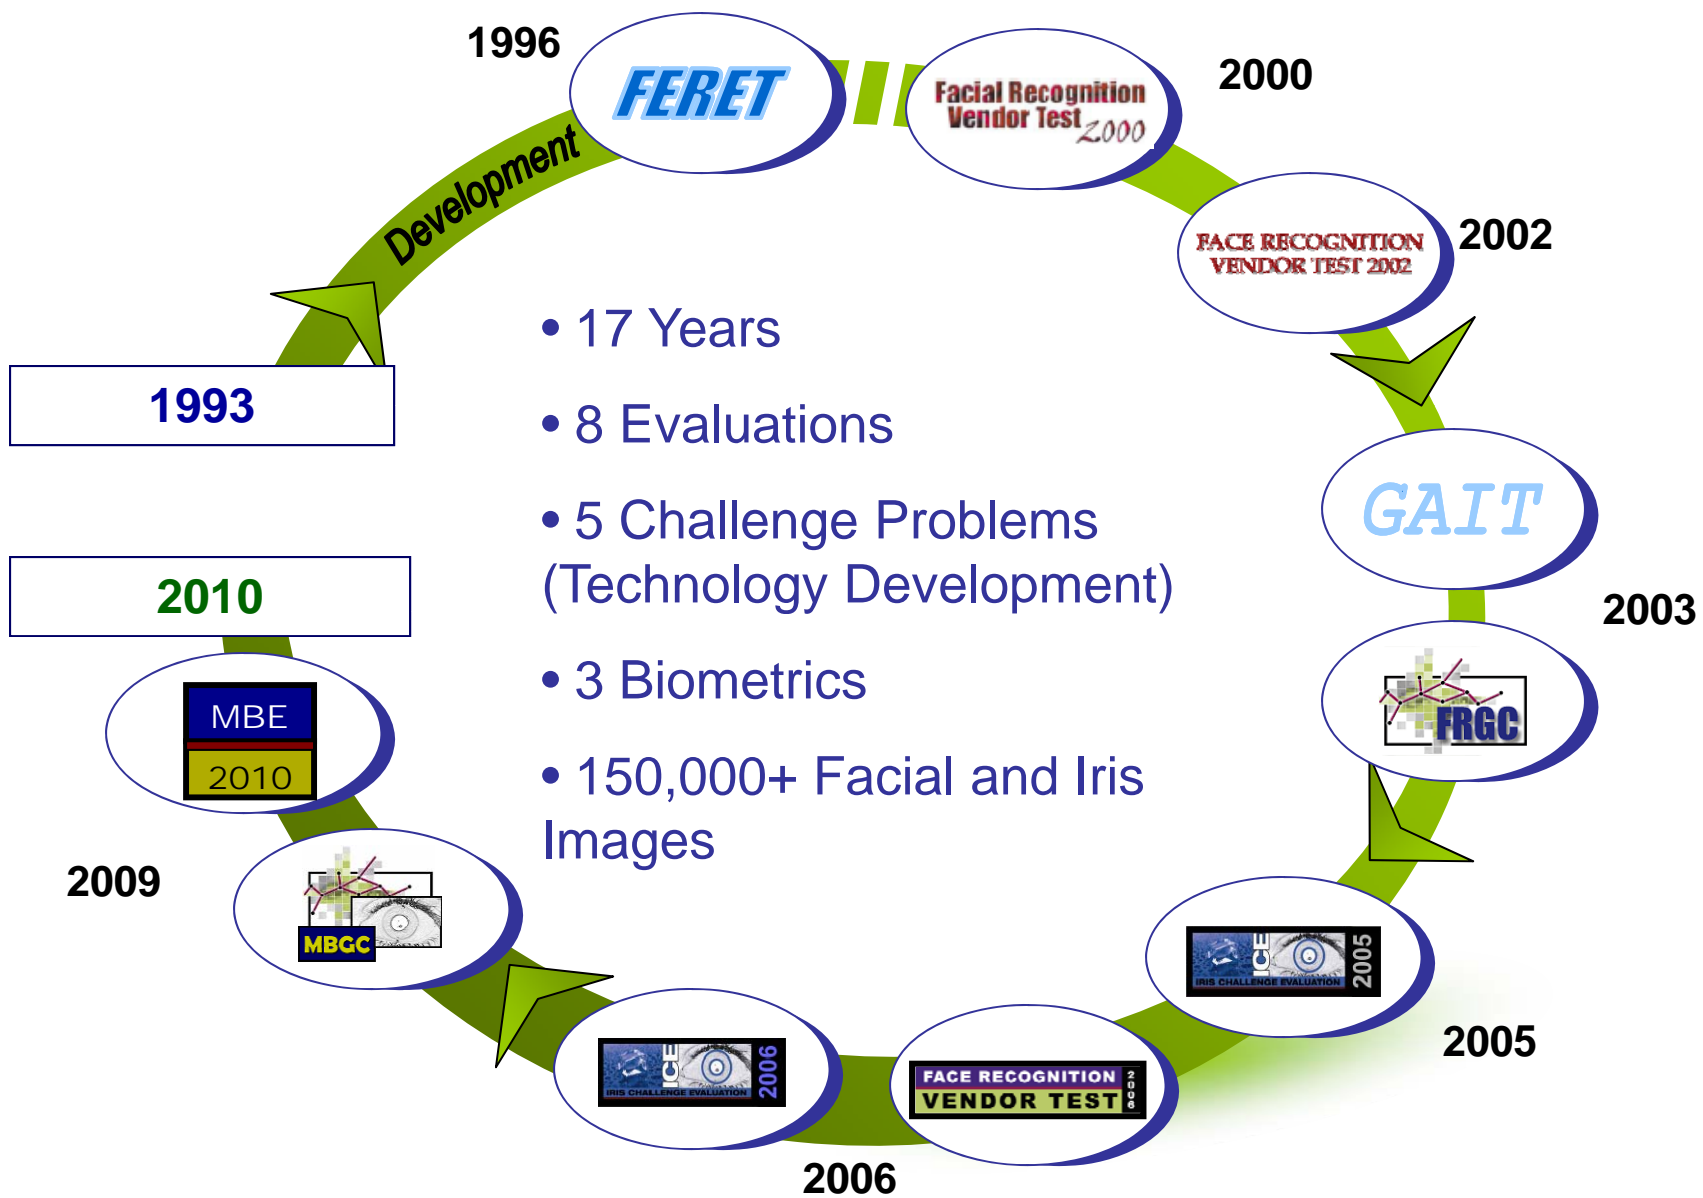 1996
FERET
Facial Recognition
Vendor Test
2000
2000
FACE RECOGNITION
VENDOR TEST 2002
2002
Development
1993
• 17 Years
• 8 Evaluations
• 5 Challenge Problems
(Technology Development)
• 3 Biometrics
• 150,000+ Facial and Iris
Images
GAIT
2003
FRGC
ICE
2005
IRIS CHALLENGE EVALUATION
2005
FACE RECOGNITION
VENDOR TEST
2006
ICE
2006
IRIS CHALLENGE EVALUATION
2006
MBGC
2009
MBE
2010
2010